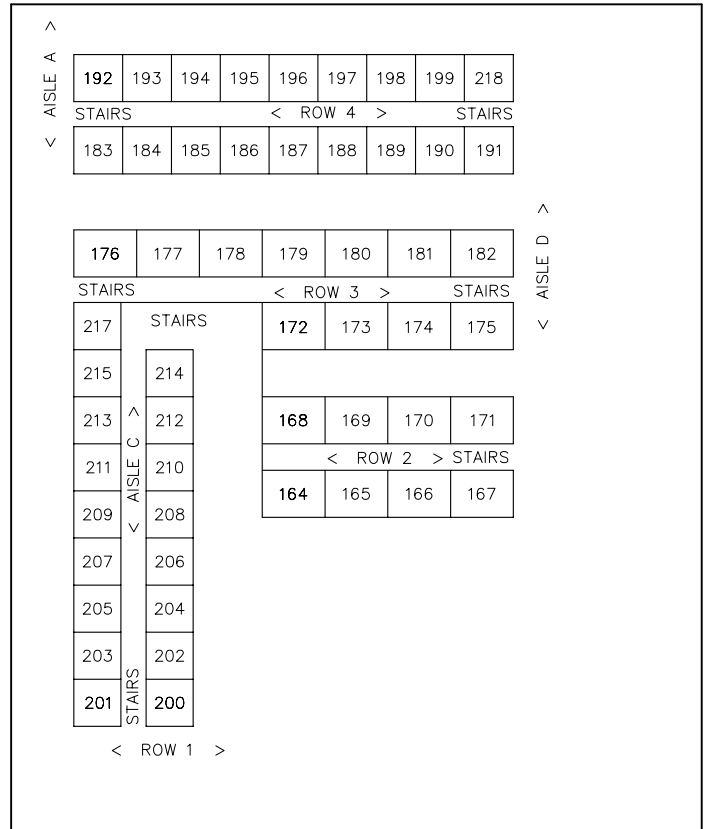 < AISLE A >
192 193 194 195 196 197 198 199 218
STAIRS < ROW 4 > STAIRS
183 184 185 186 187 188 189 190 191
< AISLE D >
176 177 178 179 180 181 182
STAIRS < ROW 3 > STAIRS
217 STAIRS 172 173 174 175
215 214
213 212 168 169 170 171
< AISLE C >
211 210 < ROW 2 > STAIRS
209 208 164 165 166 167
207 206
205 204
203 202
STAIRS
201 200
< ROW 1 >